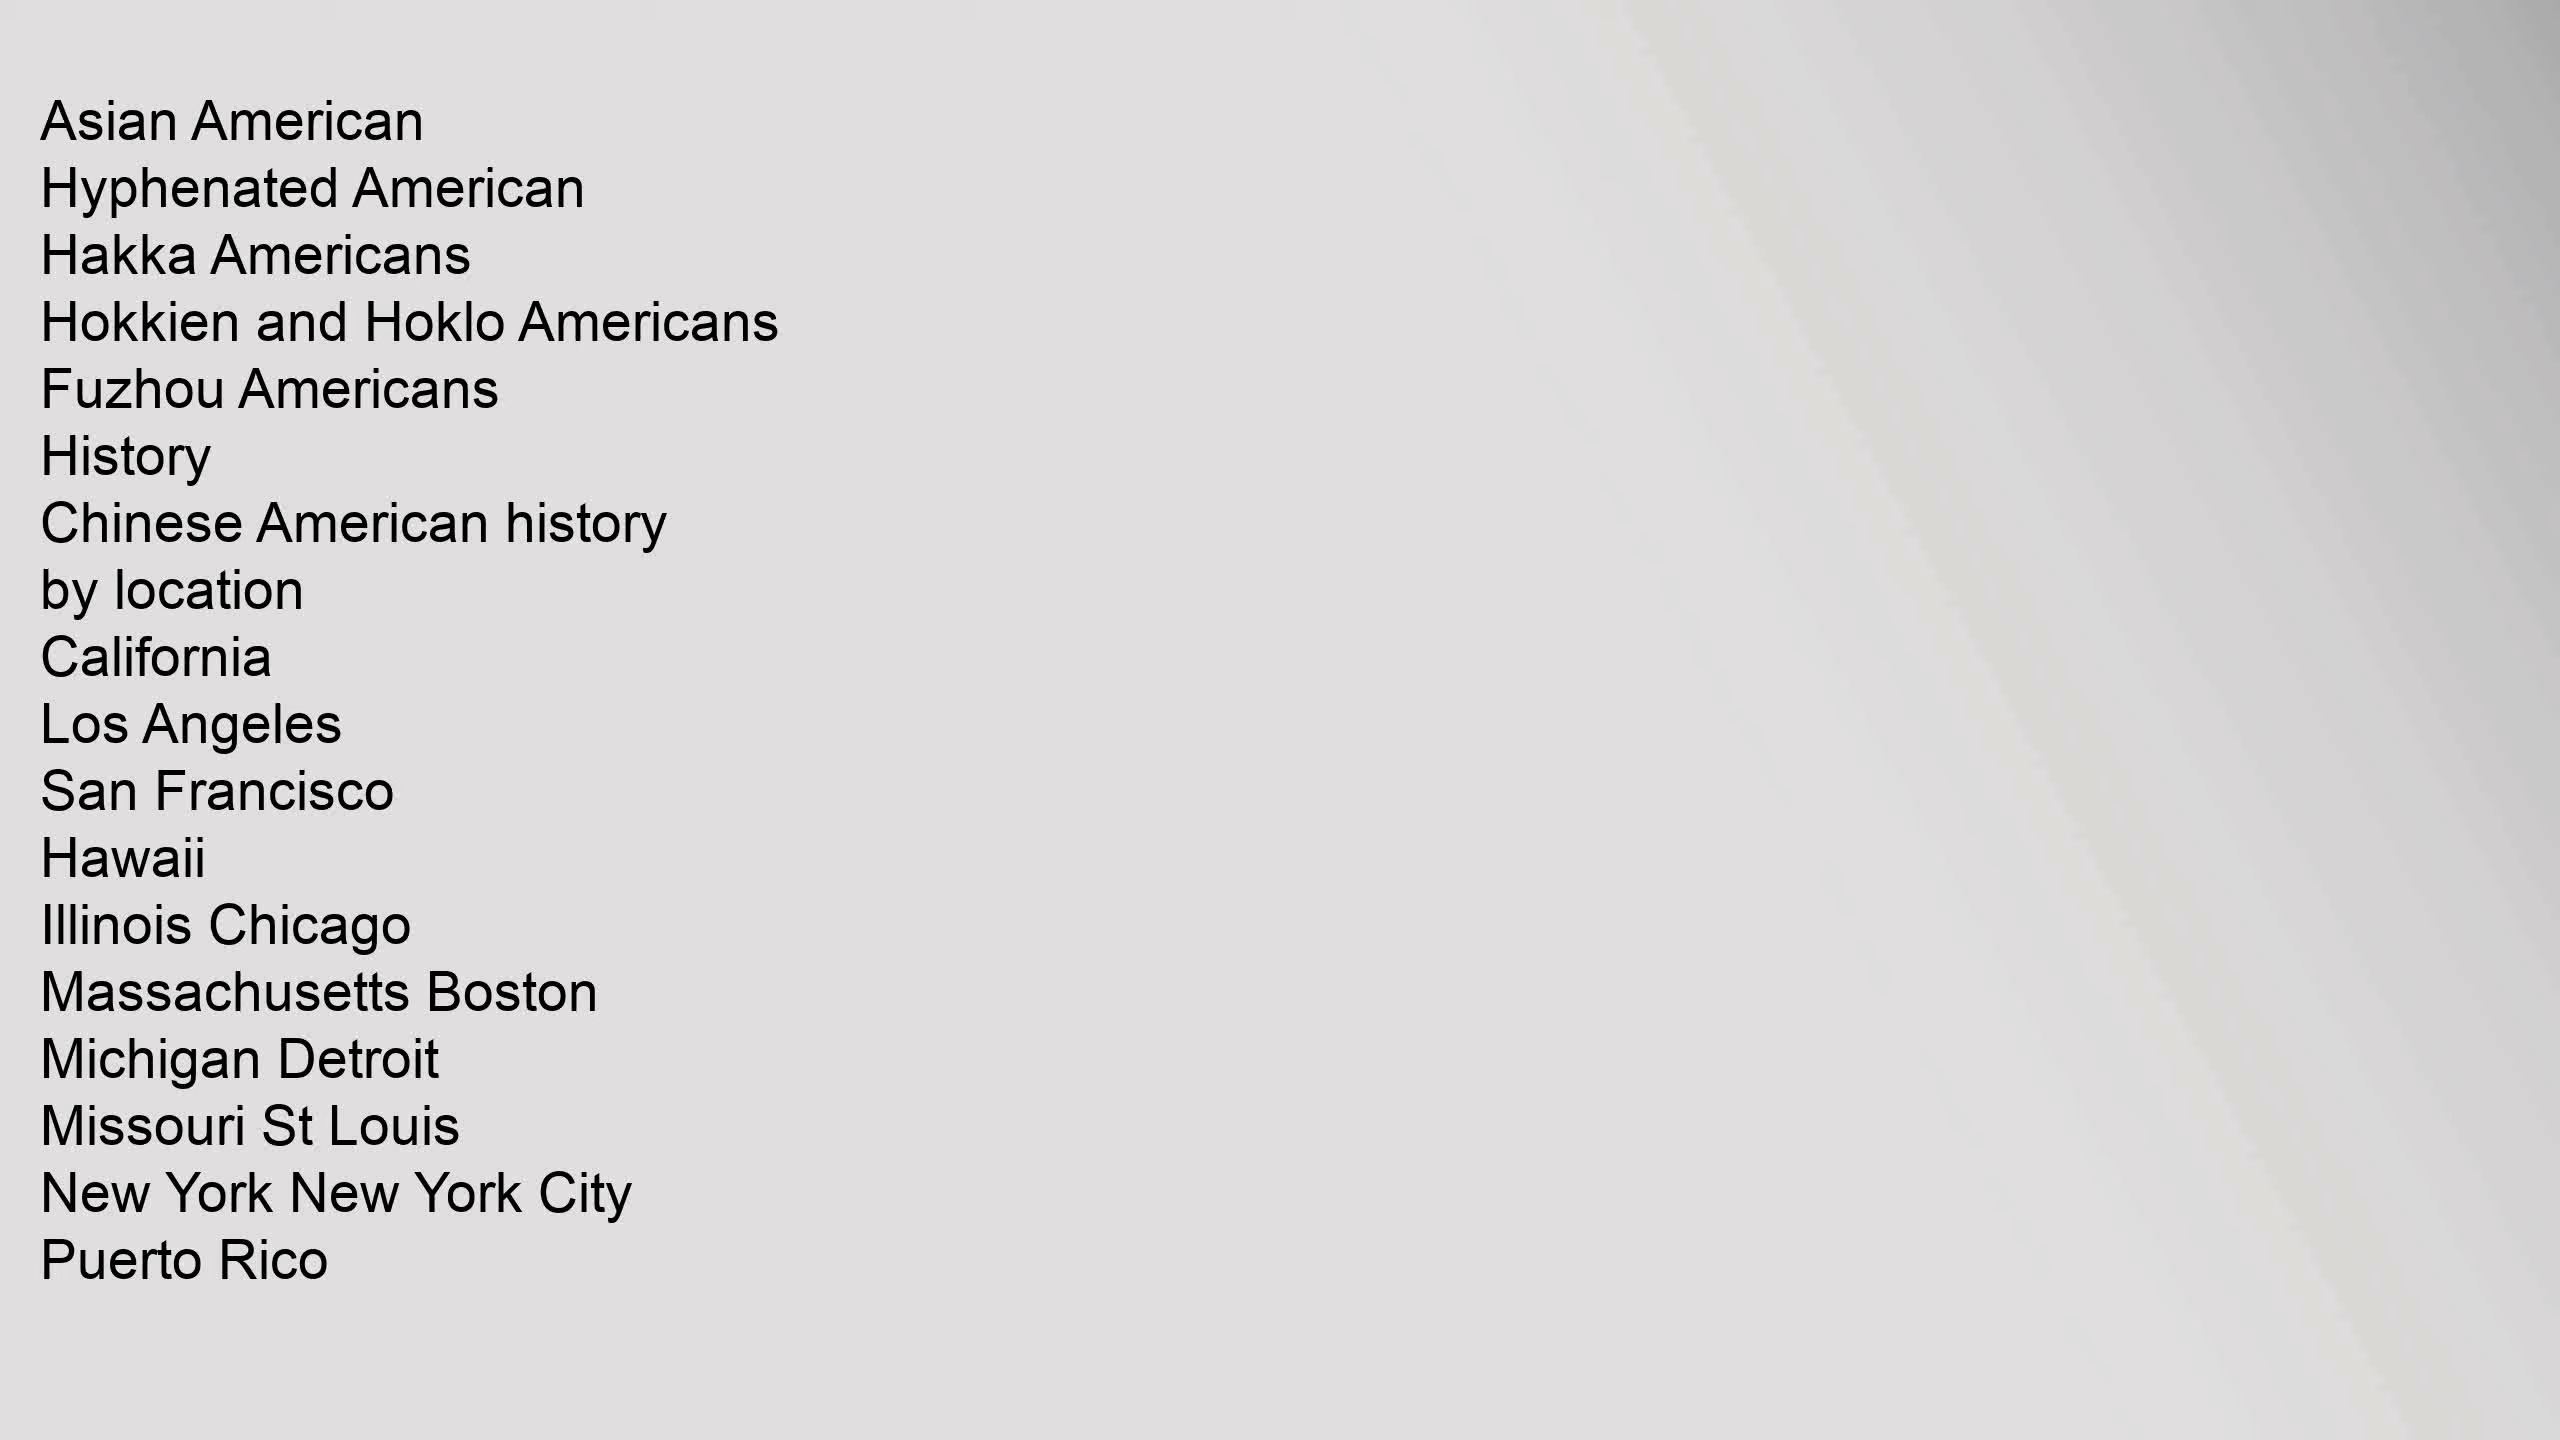 Asian American
Hyphenated American
Hakka Americans
Hokkien and Hoklo Americans
Fuzhou Americans
History
Chinese American history
by location
California
Los Angeles
San Francisco
Hawaii
Illinois Chicago
Massachusetts Boston
Michigan Detroit
Missouri St Louis
New York New York City
Puerto Rico